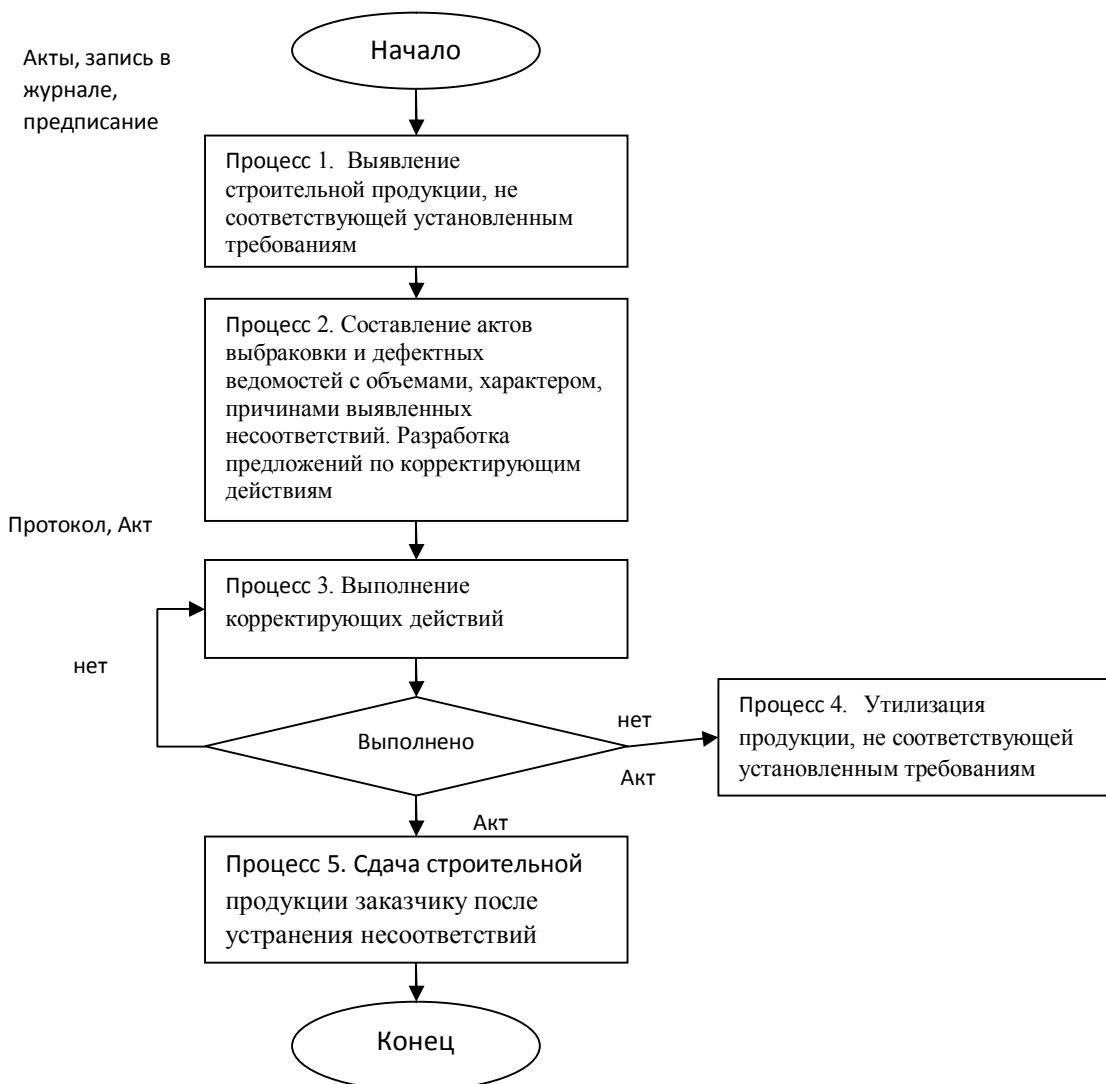 Начало
Акты, запись в
журнале,
предписание
Процесс 1. Выявление
строительной продукции, не
соответствующей установленным
требованиям
Процесс 2. Составление актов
выбраковки и дефектных
ведомостей с объемами, характером,
причинами выявленных
несоответствий. Разработка
предложений по корректирующим
действиям
Протокол, Акт
Процесс 3. Выполнение
корректирующих действий
нет
Выполнено
нет
Акт
Процесс 4. Утилизация
продукции, не соответствующей
установленным требованиям
Акт
Процесс 5. Сдача строительной
продукции заказчику после
устранения несоответствий
Конец